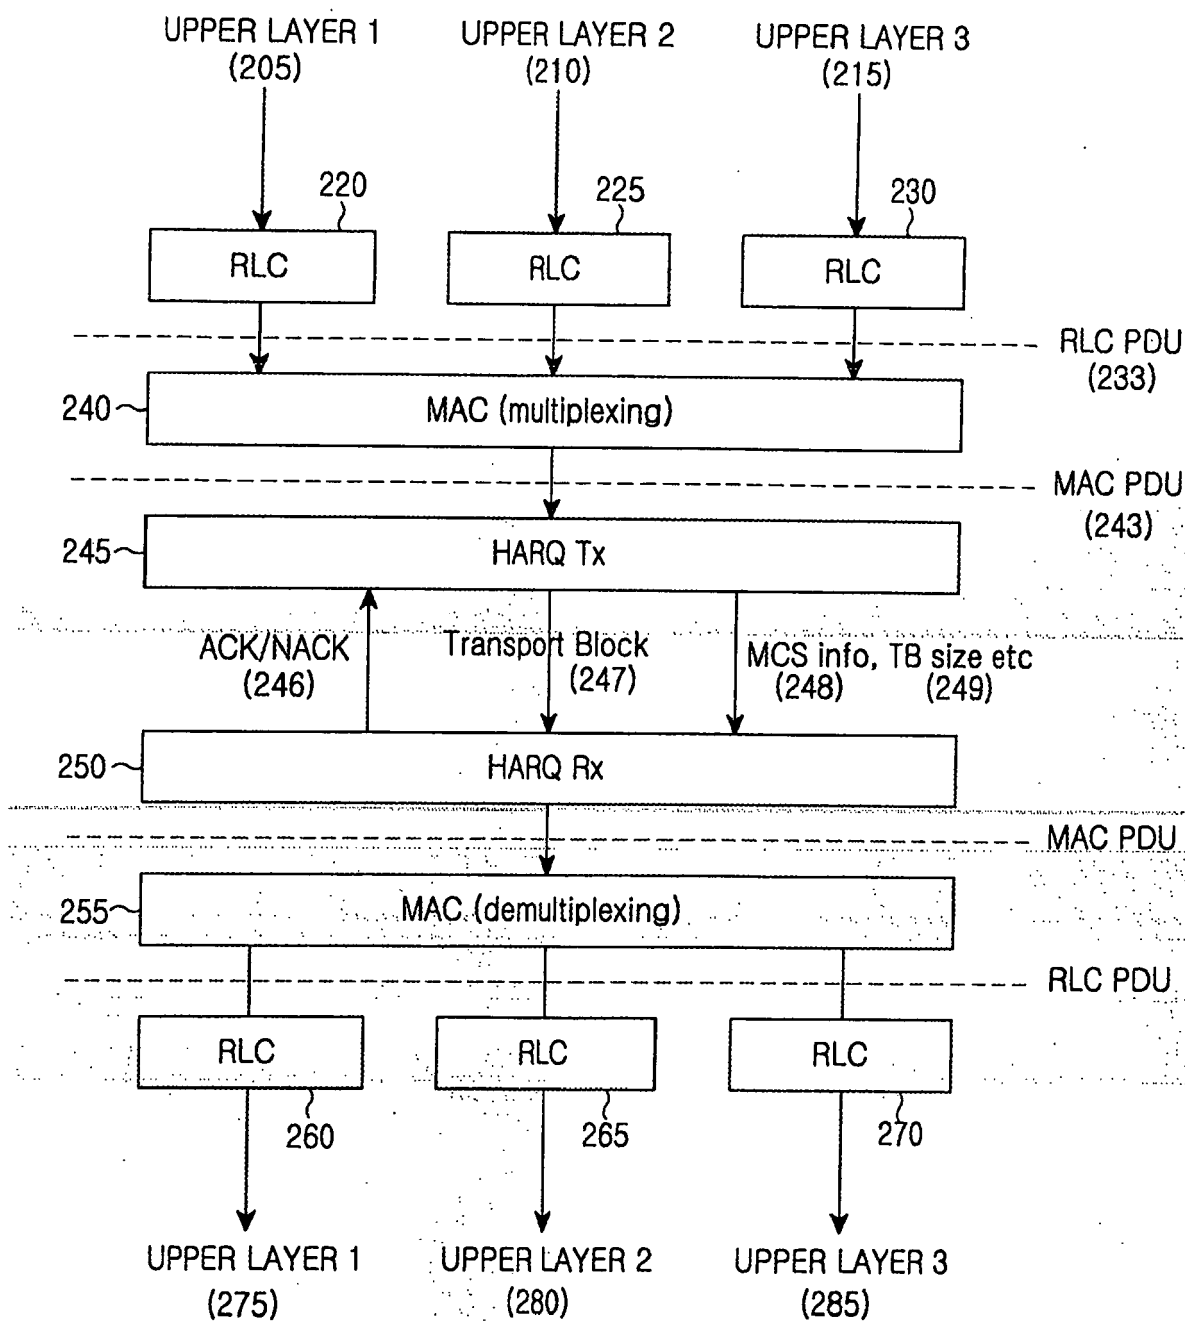 UPPER LAYER 1
(205)
UPPER LAYER 2
(210)
UPPER LAYER 3
(215)
220
225
230
RLC
RLC
RLC
RLC PDU
(233)
240
MAC (multiplexing)
MAC PDU
(243)
245
HARQ Tx
ACK/NACK
(246)
Transport Block
(247)
MCS info, TB size etc
(248) (249)
250
HARQ Rx
MAC PDU
255
MAC (demultiplexing)
RLC PDU
RLC
RLC
RLC
260
265
270
UPPER LAYER 1
(275)
UPPER LAYER 2
(280)
UPPER LAYER 3
(285)